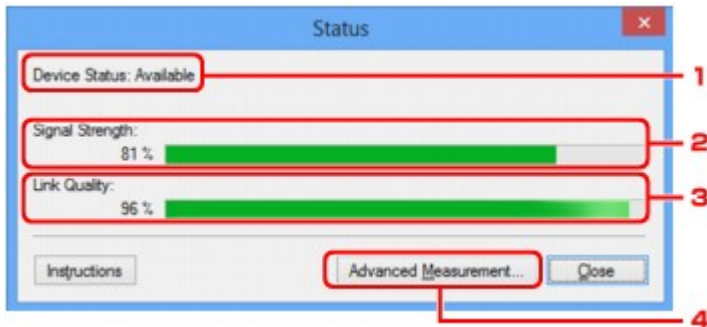 Status
Device Status: Available
1
Signal Strength:
81 %
2
Link Quality:
96 %
3
Instructions
Advanced Measurement...
Close
4